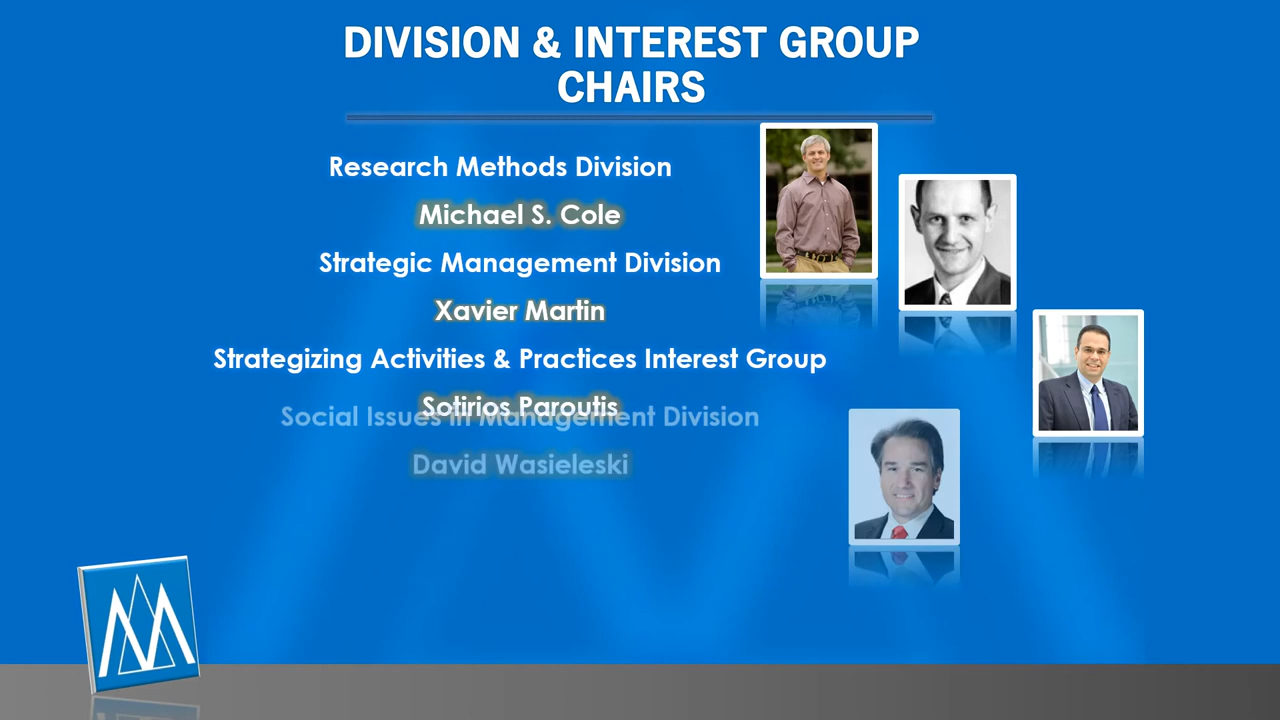 DIVISION & INTEREST GROUP
CHAIRS
Research Methods Division
Michael S. Cole
Strategic Management Division
Xavier Martin
Strategizing Activities & Practices Interest Group
Sotirios Paroutis
Social Issues in Management Division
David Wasieleski